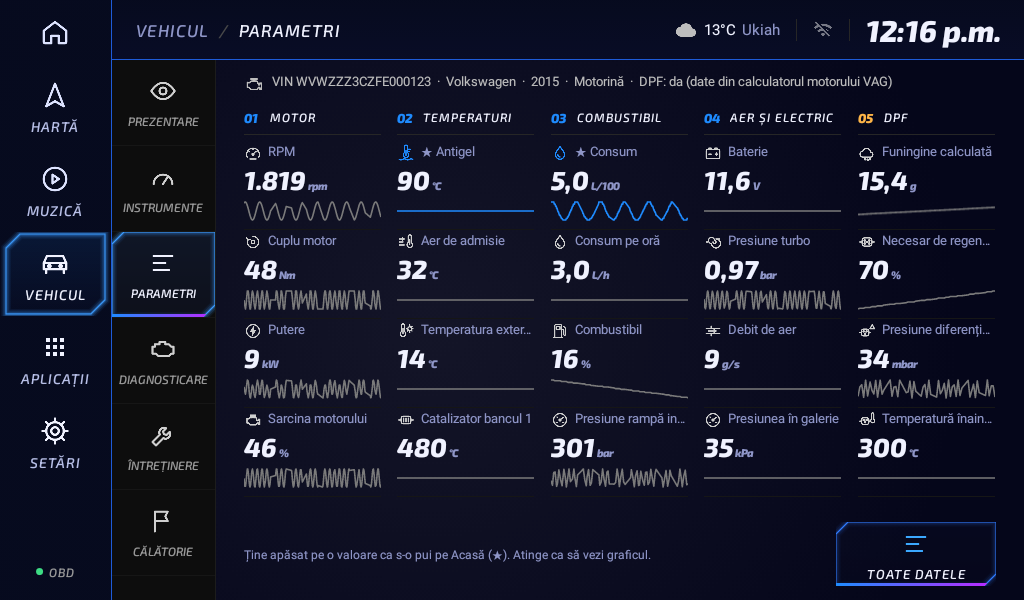 VEHICUL / PARAMETRI
13°C Ukiah
12:16 p.m.
HARTĂ
MUZICĂ
VEHICUL
APLICAȚII
SETĂRI
OBD
PREZENTARE
INSTRUMENTE
PARAMETRI
DIAGNOSTICARE
ÎNTREȚINERE
CĂLĂTORIE
VIN WVWZZZ3CZFE000123 · Volkswagen · 2015 · Motorină · DPF: da (date din calculatorul motorului VAG)
01 MOTOR
RPM
1.819 rpm
Cuplu motor
48 Nm
Putere
9 kW
Sarcina motorului
46 %
02 TEMPERATURI
★ Antigel
90 °C
Aer de admisie
32 °C
Temperatura exter...
14 °C
Catalizator bancul 1
480 °C
03 COMBUSTIBIL
★ Consum
5,0 L/100
Consum pe oră
3,0 L/h
Combustibil
16 %
Presiune rampă in...
301 bar
04 AER ȘI ELECTRIC
Baterie
11,6 V
Presiune turbo
0,97 bar
Debit de aer
9 g/s
Presiunea în galerie
35 kPa
05 DPF
Funingine calculată
15,4 g
Necesar de regen...
70 %
Presiune diferenți...
34 mbar
Temperatură înain...
300 °C
Ține apăsat pe o valoare ca s-o pui pe Acasă (★). Atinge ca să vezi graficul.
TOATE DATELE